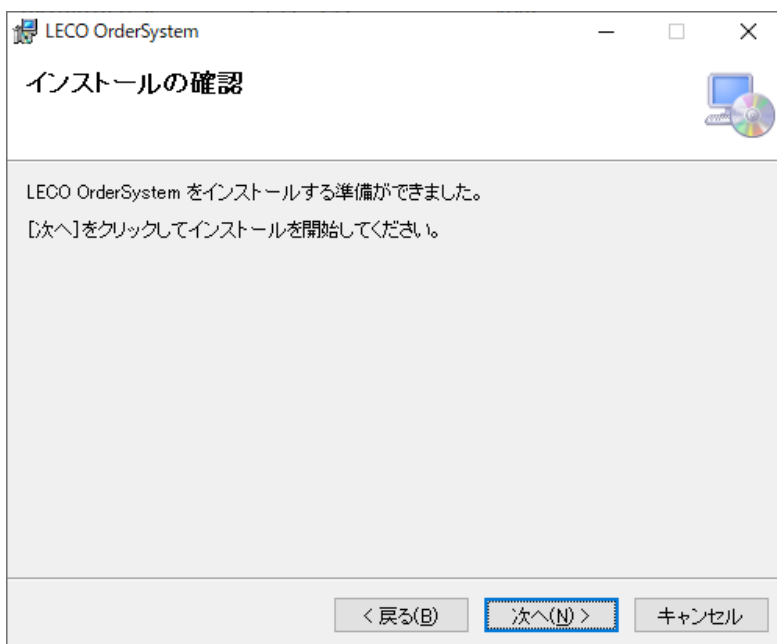 LECO OrderSystem
インストールの確認
LECO OrderSystem をインストールする準備ができました。
[次へ]をクリックしてインストールを開始してください。
< 戻る(B)
次へ(N) >
キャンセル